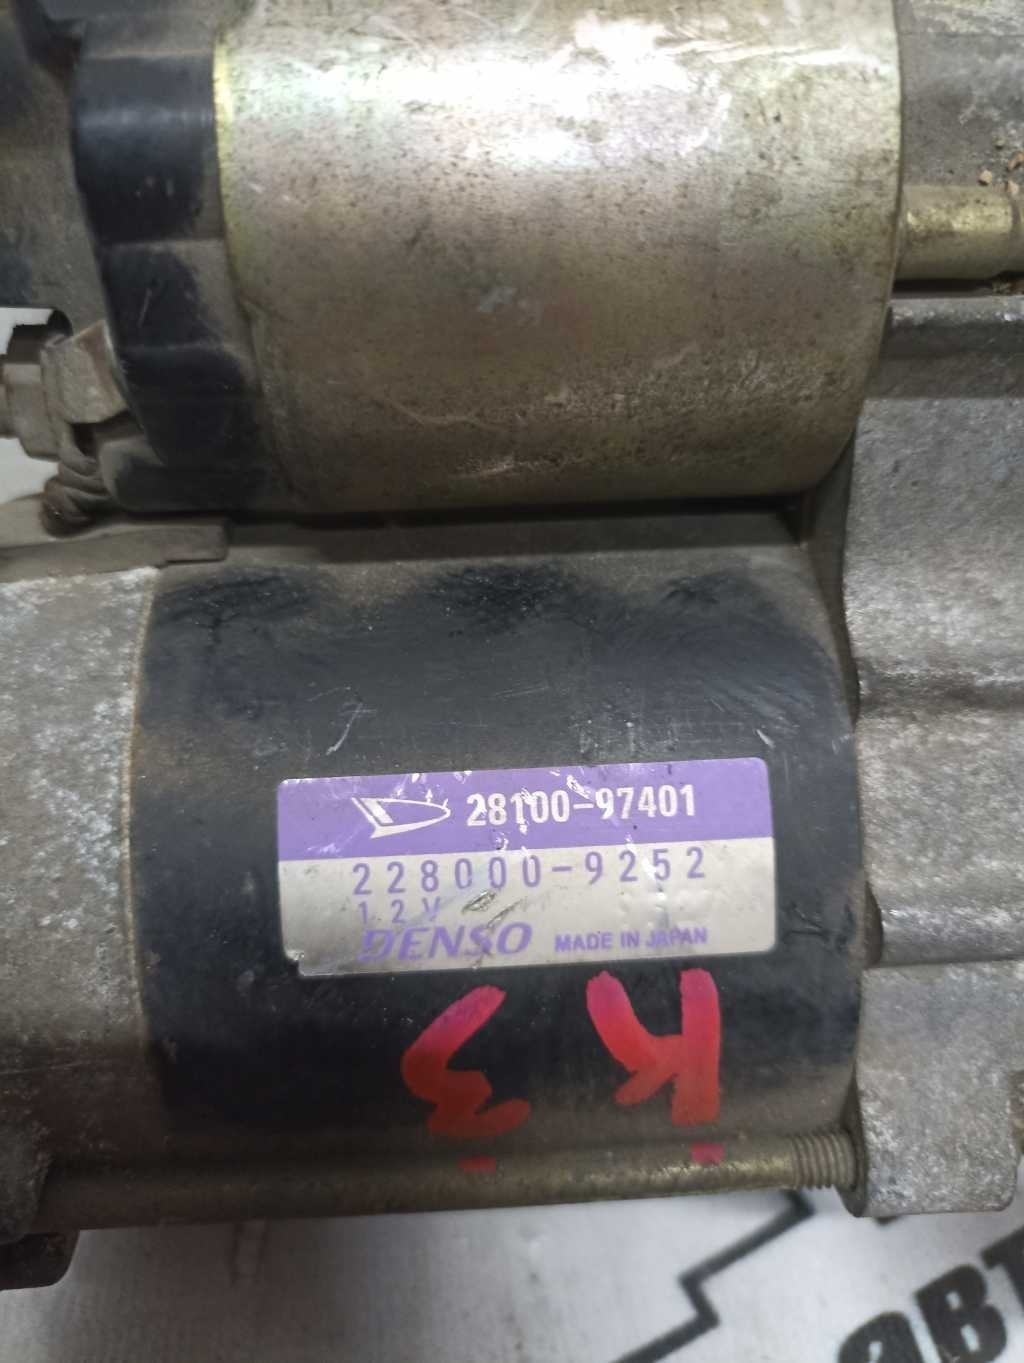 28100-97401
228000-9252
12V
DENSO MADE IN JAPAN
K3